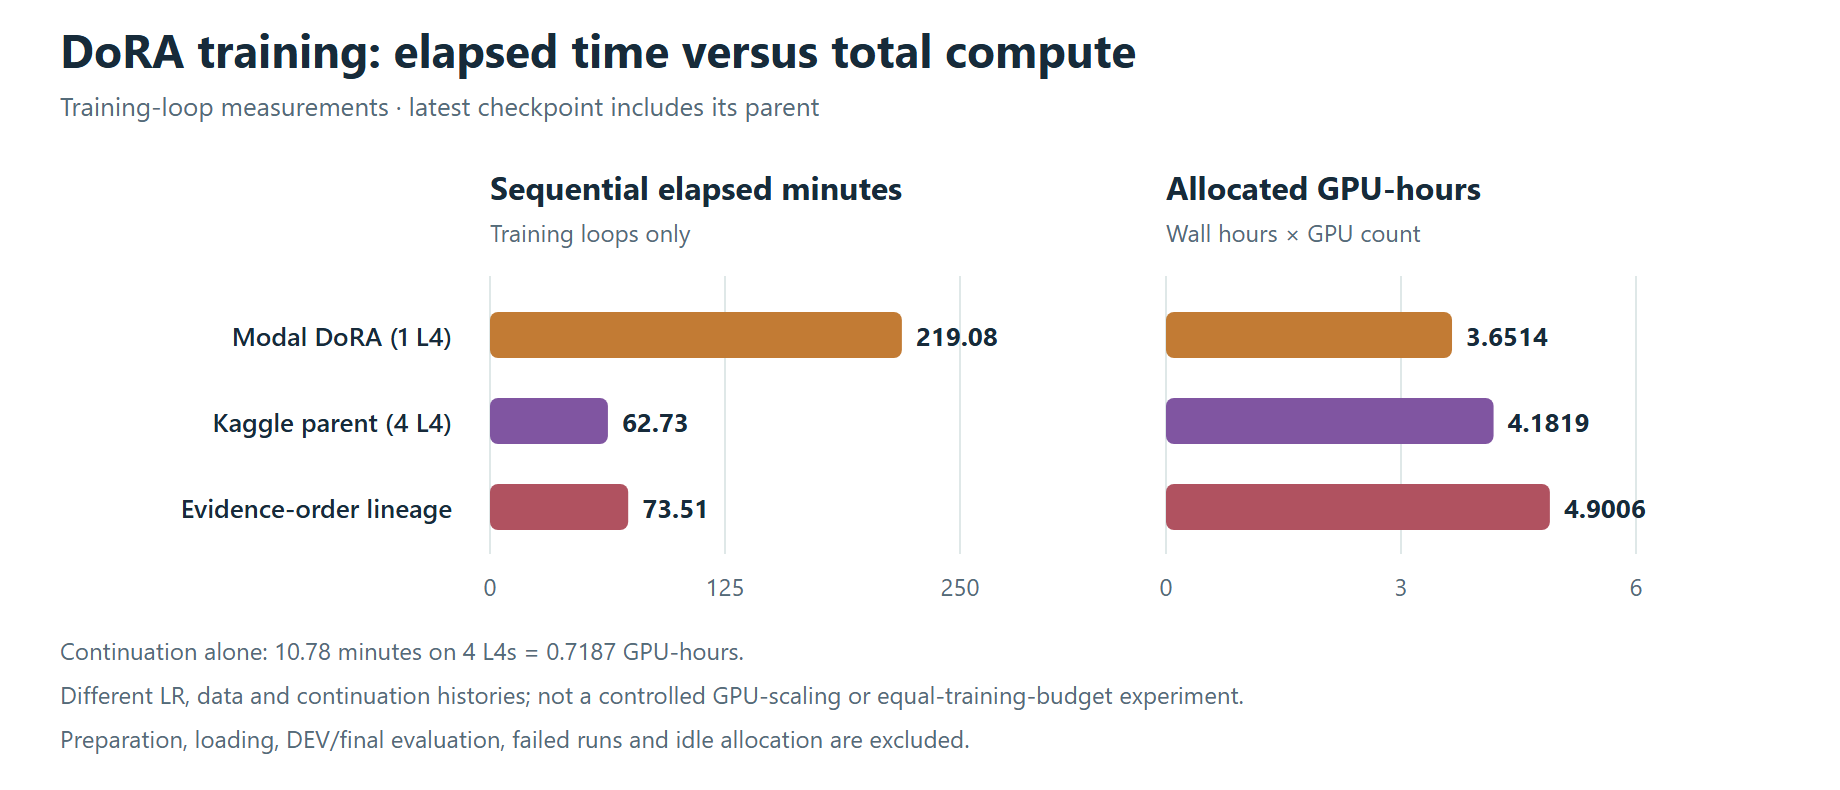 DoRA training: elapsed time versus total compute
Training-loop measurements · latest checkpoint includes its parent
Sequential elapsed minutes
Training loops only
Modal DoRA (1 L4)
219.08
Kaggle parent (4 L4)
62.73
Evidence-order lineage
73.51
0 125 250
Allocated GPU-hours
Wall hours × GPU count
3.6514
4.1819
4.9006
0 3 6
Continuation alone: 10.78 minutes on 4 L4s = 0.7187 GPU-hours.
Different LR, data and continuation histories; not a controlled GPU-scaling or equal-training-budget experiment.
Preparation, loading, DEV/final evaluation, failed runs and idle allocation are excluded.